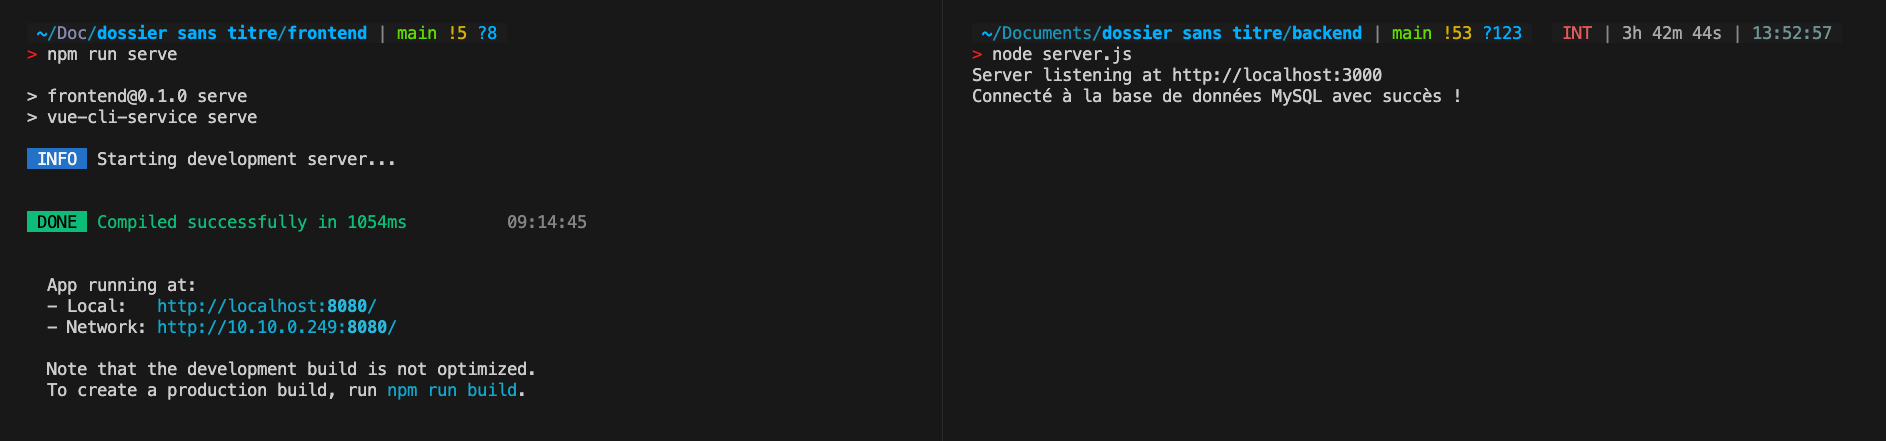 ~/Doc/dossier sans titre/frontend | main !5 ?8
> npm run serve
> frontend@0.1.0 serve
> vue-cli-service serve
INFO Starting development server...
DONE Compiled successfully in 1054ms 09:14:45
App running at:
- Local: http://localhost:8080/
- Network: http://10.10.0.249:8080/
Note that the development build is not optimized.
To create a production build, run npm run build.
~/Documents/dossier sans titre/backend | main !53 ?123 INT | 3h 42m 44s | 13:52:57
> node server.js
Server listening at http://localhost:3000
Connecté à la base de données MySQL avec succès !